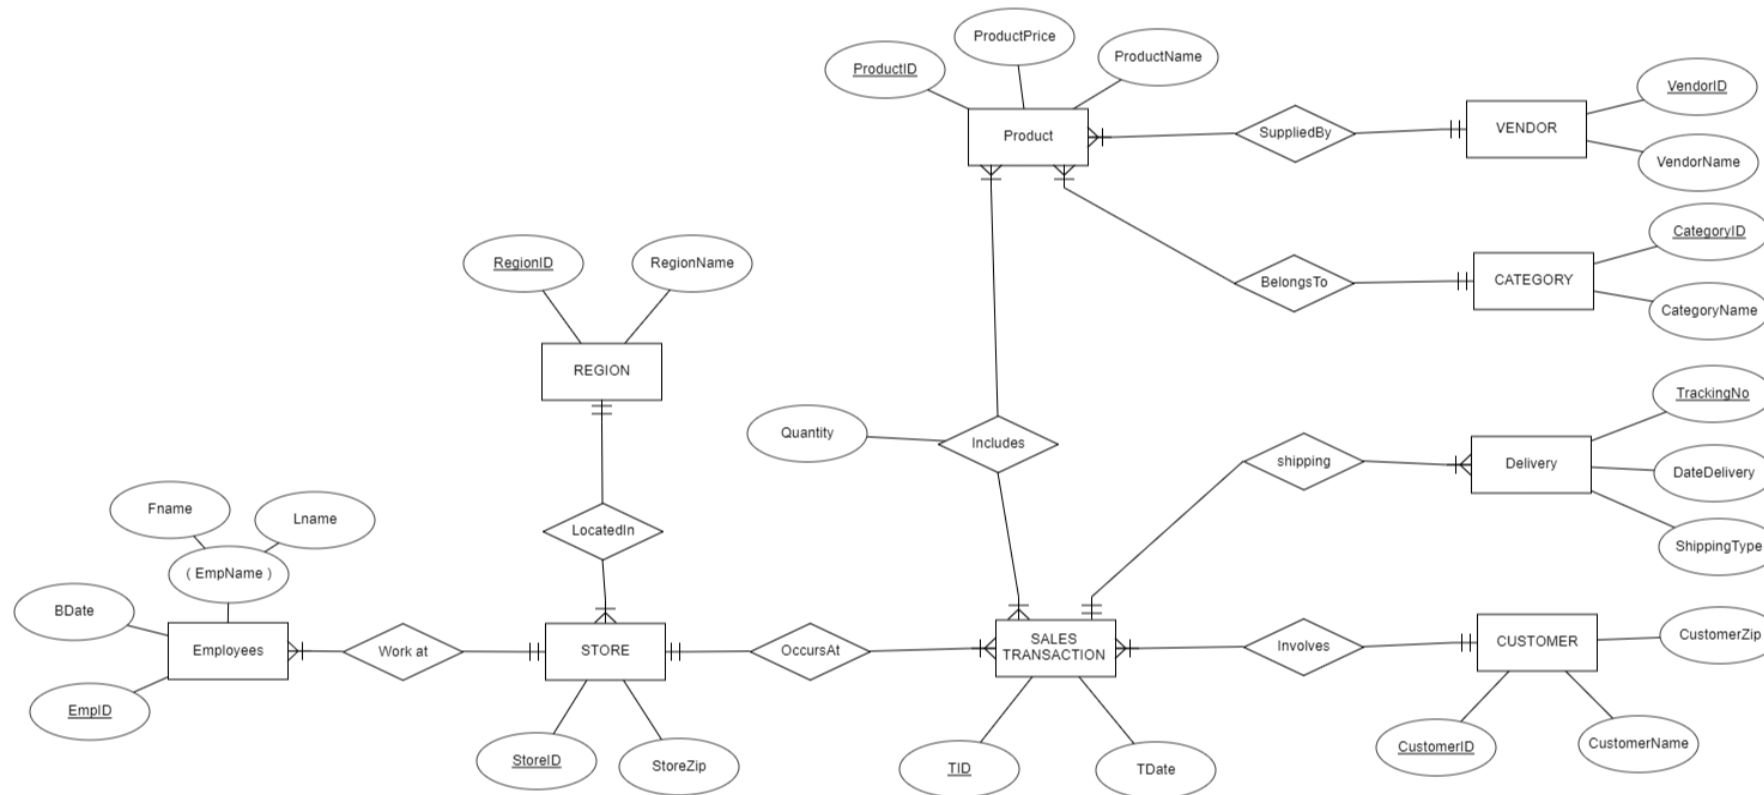 ProductPrice
ProductID
ProductName
Product
SuppliedBy
VENDOR
VendorID
VendorName
RegionID
RegionName
REGION
BelongsTo
CATEGORY
CategoryID
CategoryName
Quantity
Includes
shipping
Delivery
TrackingNo
DateDelivery
ShippingType
Fname
Lname
( EmpName )
LocatedIn
BDate
Employees
EmpID
Work at
STORE
StoreID
StoreZip
OccursAt
SALES
TRANSACTION
TID
TDate
Involves
CUSTOMER
CustomerZip
CustomerID
CustomerName